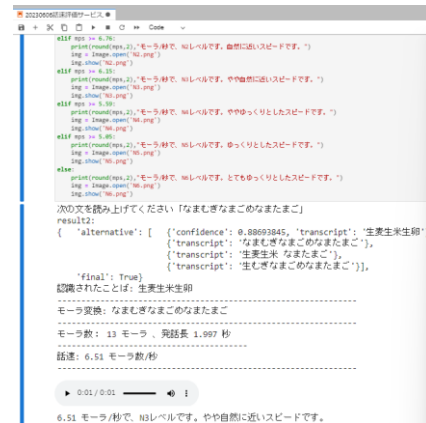 20230606話速評価サービス
Code
elif mps >= 6.76:
print(round(mps,2),"モーラ/秒で、N2レベルです。自然に近いスピードです。")
img = Image.open('N2.png')
img.show('N2.png')
elif mps >= 6.15:
print(round(mps,2),"モーラ/秒で、N3レベルです。やや自然に近いスピードです。")
img = Image.open('N3.png')
img.show('N3.png')
elif mps >= 5.59:
print(round(mps,2),"モーラ/秒で、N4レベルです。ややゆっくりとしたスピードです。")
img = Image.open('N4.png')
img.show('N4.png')
elif mps >= 5.05:
print(round(mps,2),"モーラ/秒で、N5レベルです。ゆっくりとしたスピードです。")
img = Image.open('N5.png')
img.show('N5.png')
else:
print(round(mps,2),"モーラ/秒で、N6レベルです。とてもゆっくりとしたスピードです。")
img = Image.open('N6.png')
img.show('N6.png')
次の文を読み上げてください「なまむぎなまごめなまたまご」
result2:
{ 'alternative': [ {'confidence': 0.88693845, 'transcript': '生麦生米生卵'
{'transcript': 'なまむぎなまごめなまたまご'},
{'transcript': '生麦生米 なまたまご'},
{'transcript': '生むぎなまごめなまたまご'}],
'final': True}
認識されたことば: 生麦生米生卵
--------------------------------------------------
モーラ変換: なまむぎなまごめなまたまご
--------------------------------------------------
モーラ数: 13 モーラ 、発話長 1.997 秒
--------------------------------
話速: 6.51 モーラ数/秒
--------------------------------------------------
0:01 / 0:01
6.51 モーラ/秒で、N3レベルです。やや自然に近いスピードです。